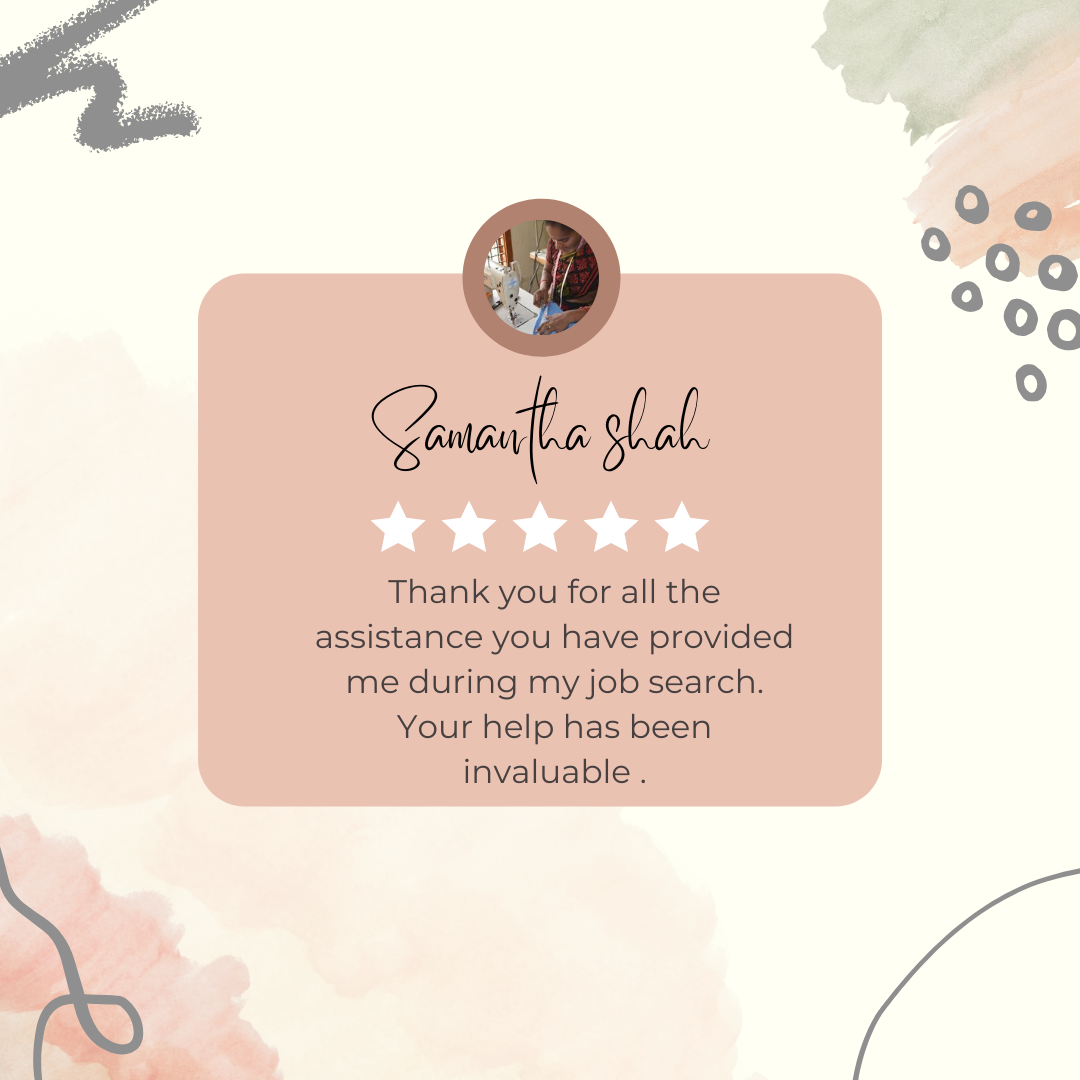 Samantha shah
Thank you for all the
assistance you have provided
me during my job search.
Your help has been
invaluable .